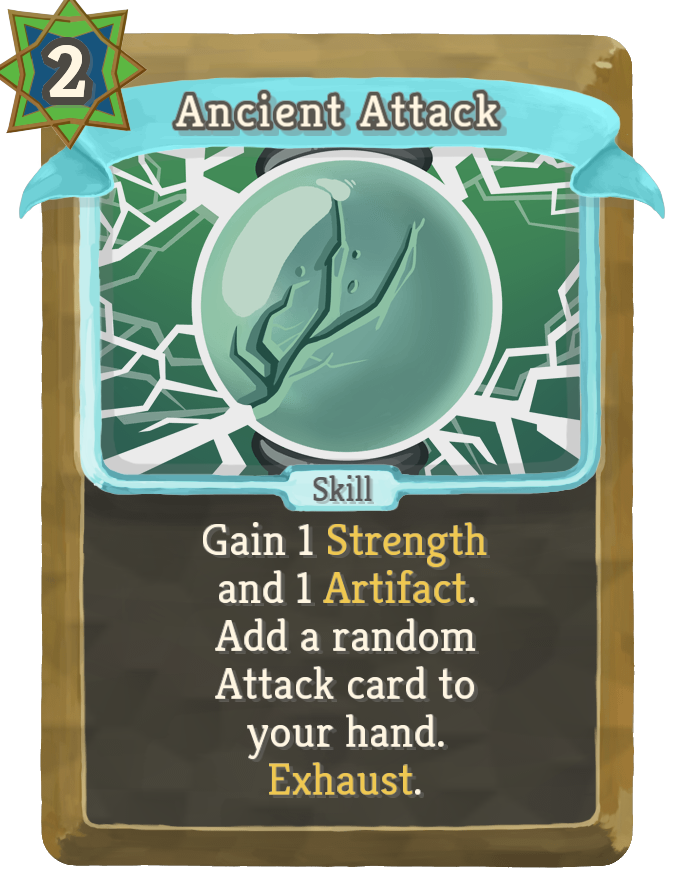 2
Ancient Attack
Skill
Gain 1 Strength
and 1 Artifact.
Add a random
Attack card to
your hand.
Exhaust.